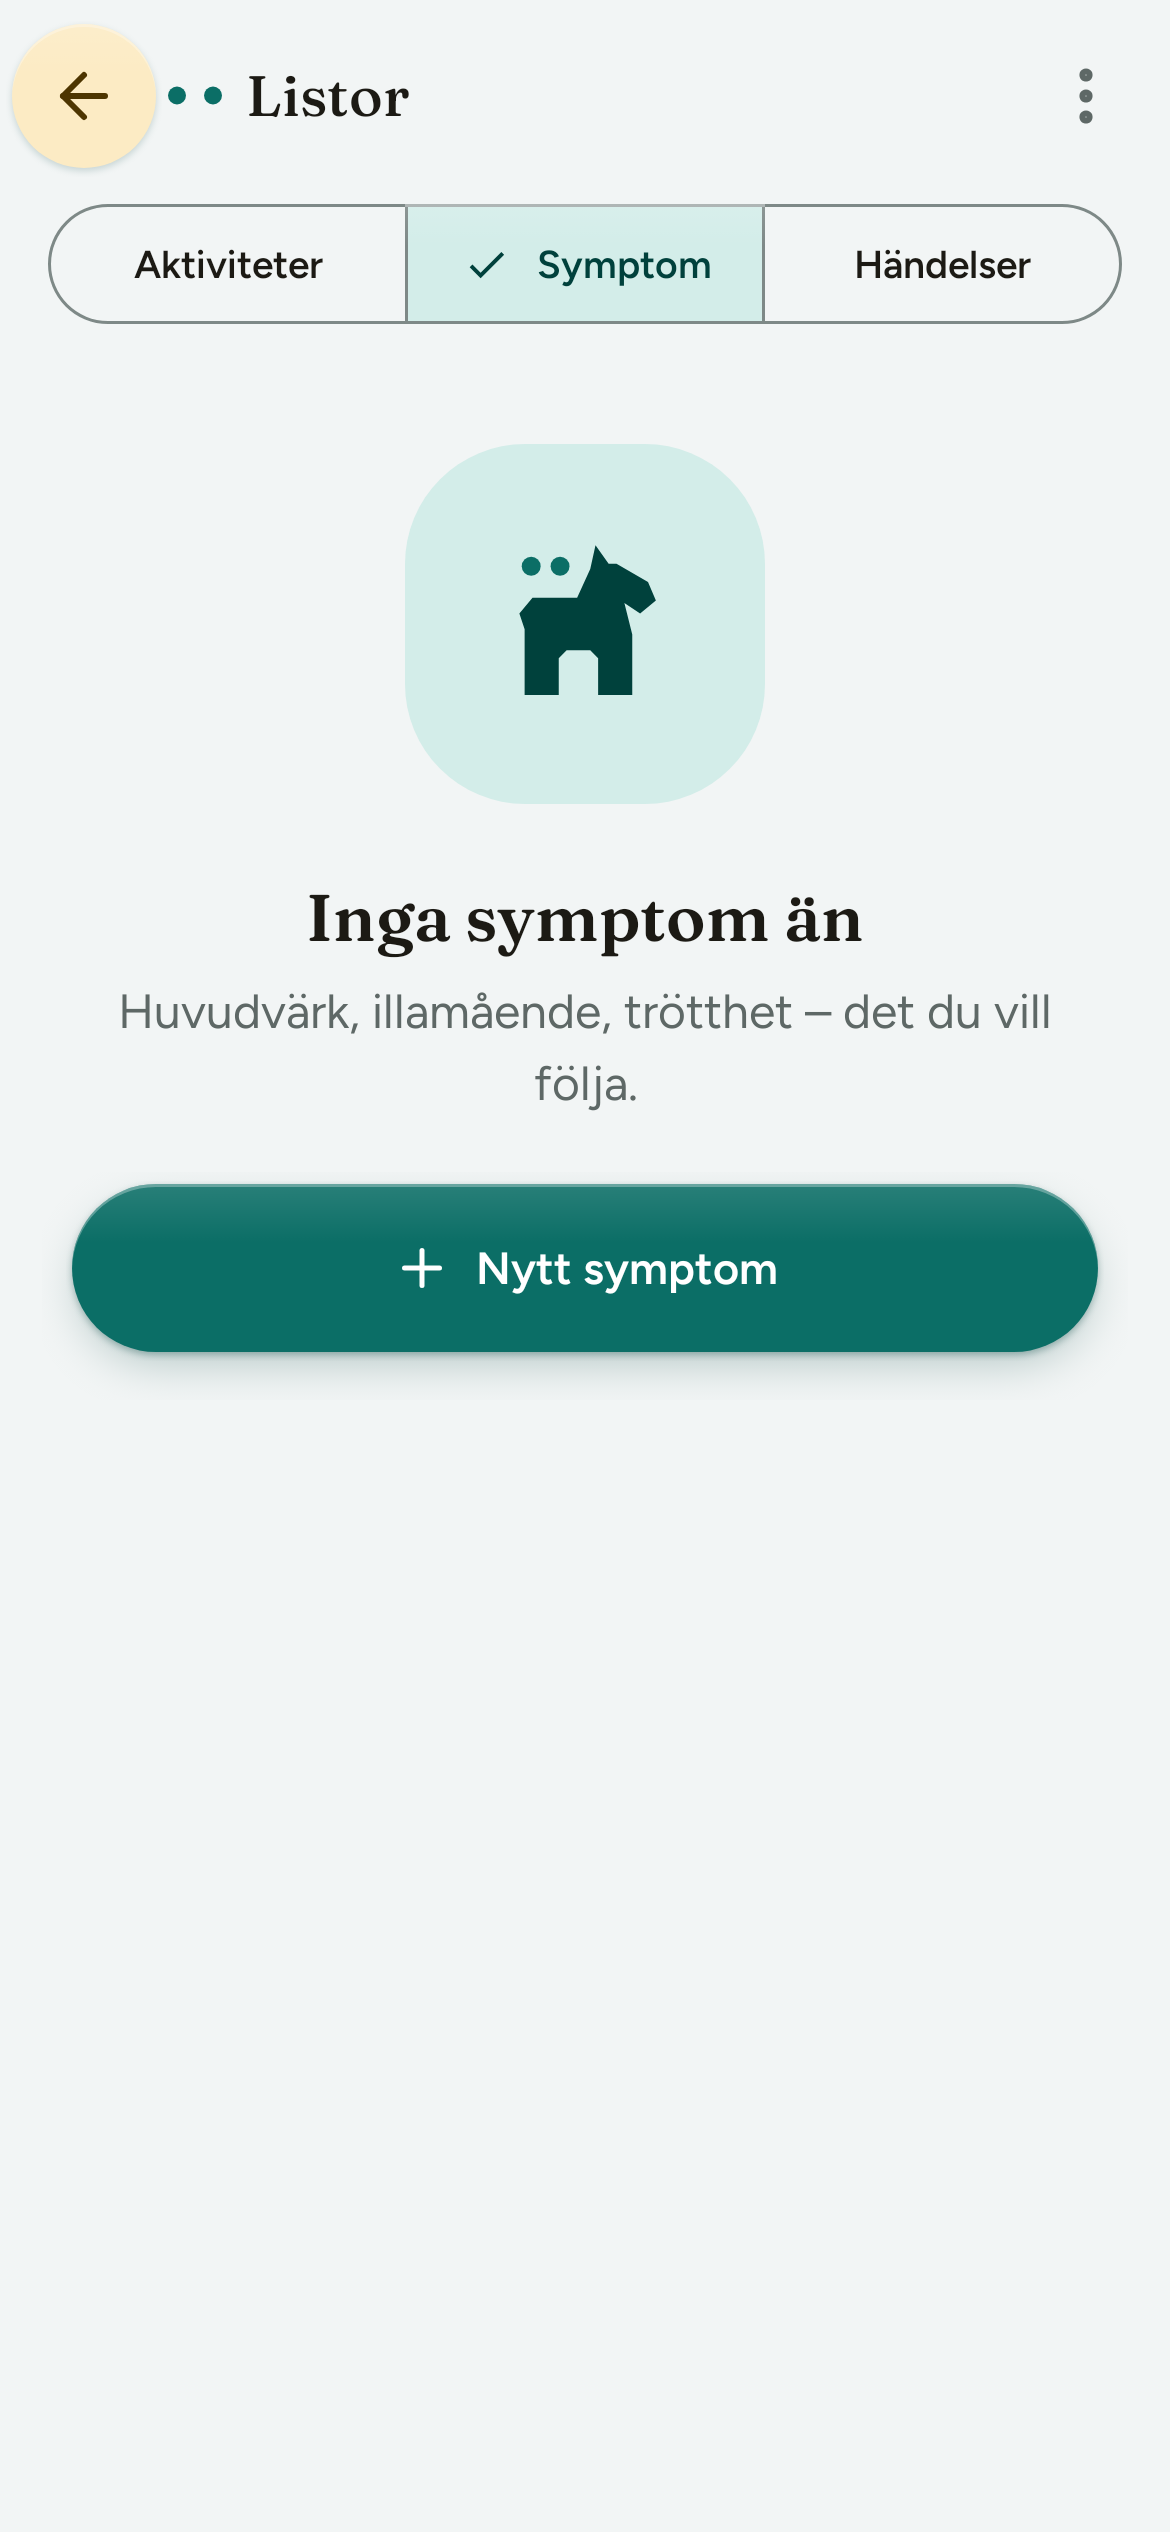 Listor
Aktiviteter
Symptom
Händelser
Inga symptom än
Huvudvärk, illamående, trötthet – det du vill
följa.
Nytt symptom